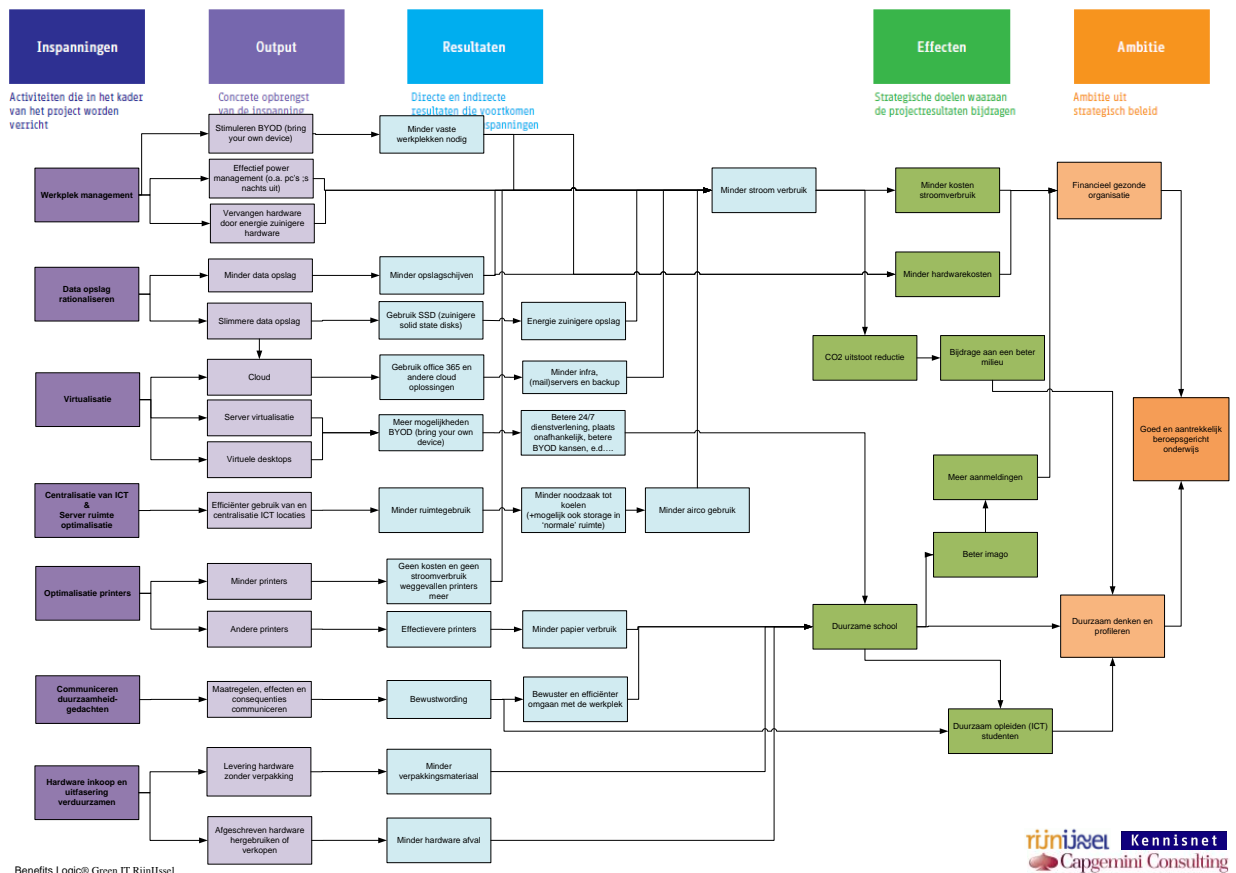 Inspanningen
Output
Resultaten
Effecten
Ambitie
Activiteiten die in het kader
van het project worden
verricht
Concrete opbrengst
van de inspanning
Directe en indirecte
resultaten die voortkomen
spanningen
Strategische doelen waaraan
de projectresultaten bijdragen
Ambitie uit
strategisch beleid
Stimuleren BYOD (bring
your own device)
Minder vaste
werkplekken nodig
Werkplek management
Effectief power
management (o.a. pc's ;s
nachts uit)
Vervangen hardware
door energie zuinigere
hardware
Minder stroom verbruik
Minder kosten
stroomverbruik
Financieel gezonde
organisatie
Data opslag
rationaliseren
Minder data opslag
Minder opslagschijven
Minder hardwarekosten
Slimmere data opslag
Gebruik SSD (zuinigere
solid state disks)
Energie zuinigere opslag
CO2 uitstoot reductie
Bijdrage aan een beter
milieu
Virtualisatie
Cloud
Gebruik office 365 en
andere cloud
oplossingen
Minder infra,
(mail)servers en backup
Server virtualisatie
Virtuele desktops
Meer mogelijkheden
BYOD (bring your own
device)
Betere 24/7
dienstverlening, plaats
onafhankelijk, betere
BYOD kansen, e.d....
Goed en aantrekkelijk
beroepsgericht
onderwijs
Centralisatie van ICT
&
Server ruimte
optimalisatie
Efficiënter gebruik van en
centralisatie ICT locaties
Minder ruimtegebruik
Minder noodzaak tot
koelen
(+mogelijk ook storage in
'normale' ruimte)
Minder airco gebruik
Meer aanmeldingen
Beter imago
Optimalisatie printers
Minder printers
Geen kosten en geen
stroomverbruik
weggevallen printers
meer
Andere printers
Effectievere printers
Minder papier verbruik
Duurzame school
Duurzaam denken en
profileren
Communiceren
duurzaamheid-
gedachten
Maatregelen, effecten en
consequenties
communiceren
Bewustwording
Bewuster en efficiënter
omgaan met de werkplek
Duurzaam opleiden (ICT)
studenten
Hardware inkoop en
uitfasering
verduurzamen
Levering hardware
zonder verpakking
Minder
verpakkingsmateriaal
Afgeschreven hardware
hergebruiken of
verkopen
Minder hardware afval
rijnijssel
Kennisnet
Capgemini Consulting
Benefits Logic® Green IT RijnIJssel